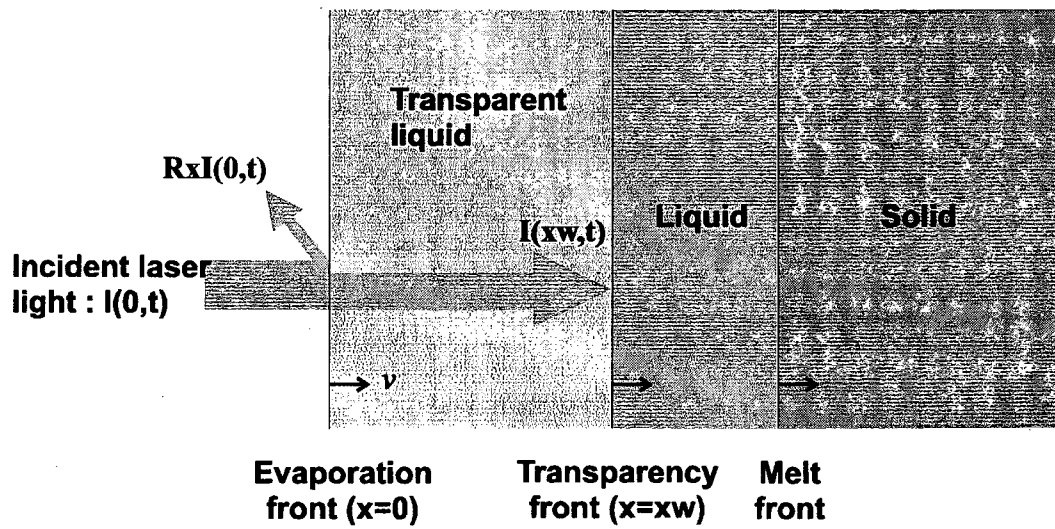 Transparent
liquid
RxI(0,t)
I(xw,t)
Liquid
Solid
Incident laser
light : I(0,t)
v
Evaporation
front (x=0)
Transparency
front (x=xw)
Melt
front